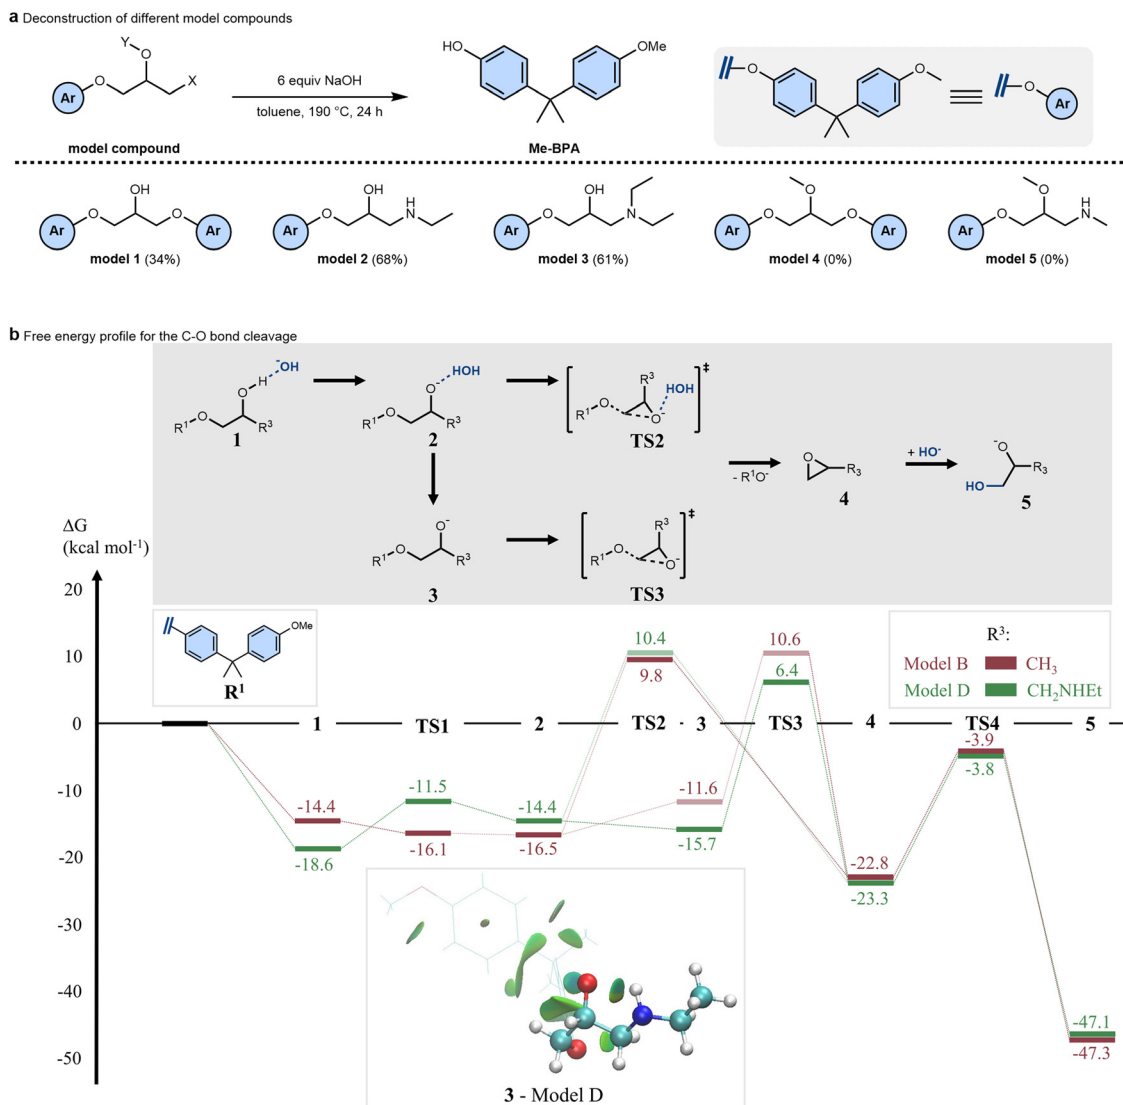 a Deconstruction of different model compounds
Y
O
O
X
Ar
model compound
6 equiv NaOH
toluene, 190 °C, 24 h
HO
OMe
Me-BPA
O
O
≡
O
Ar
OH
Ar
O
O
Ar
model 1 (34%)
OH
Ar
O
H
N
model 2 (68%)
OH
Ar
O
N
model 3 (61%)
O
Ar
O
O
Ar
model 4 (0%)
O
Ar
O
H
N
model 5 (0%)
b Free energy profile for the C-O bond cleavage
-OH
H
O
R1 O R3
1
O- HOH
R1 O R3
2
R3
HOH
R1 O O-
‡
TS2
- R1O-
O R3
4
+ HO-
O-
HO R3
5
O-
R1 O R3
3
R3
R1 O O-
‡
TS3
ΔG
(kcal mol-1)
20
10
0
-10
-20
-30
-40
-50
OMe
R1
R3:
Model B CH3
Model D CH2NHEt
1 TS1 2 TS2 3 TS3 4 TS4 5
-14.4
-18.6
-11.5
-16.1
-14.4
-16.5
10.4
9.8
-11.6
-15.7
10.6
6.4
-22.8
-23.3
-3.9
-3.8
-47.1
-47.3
3 - Model D